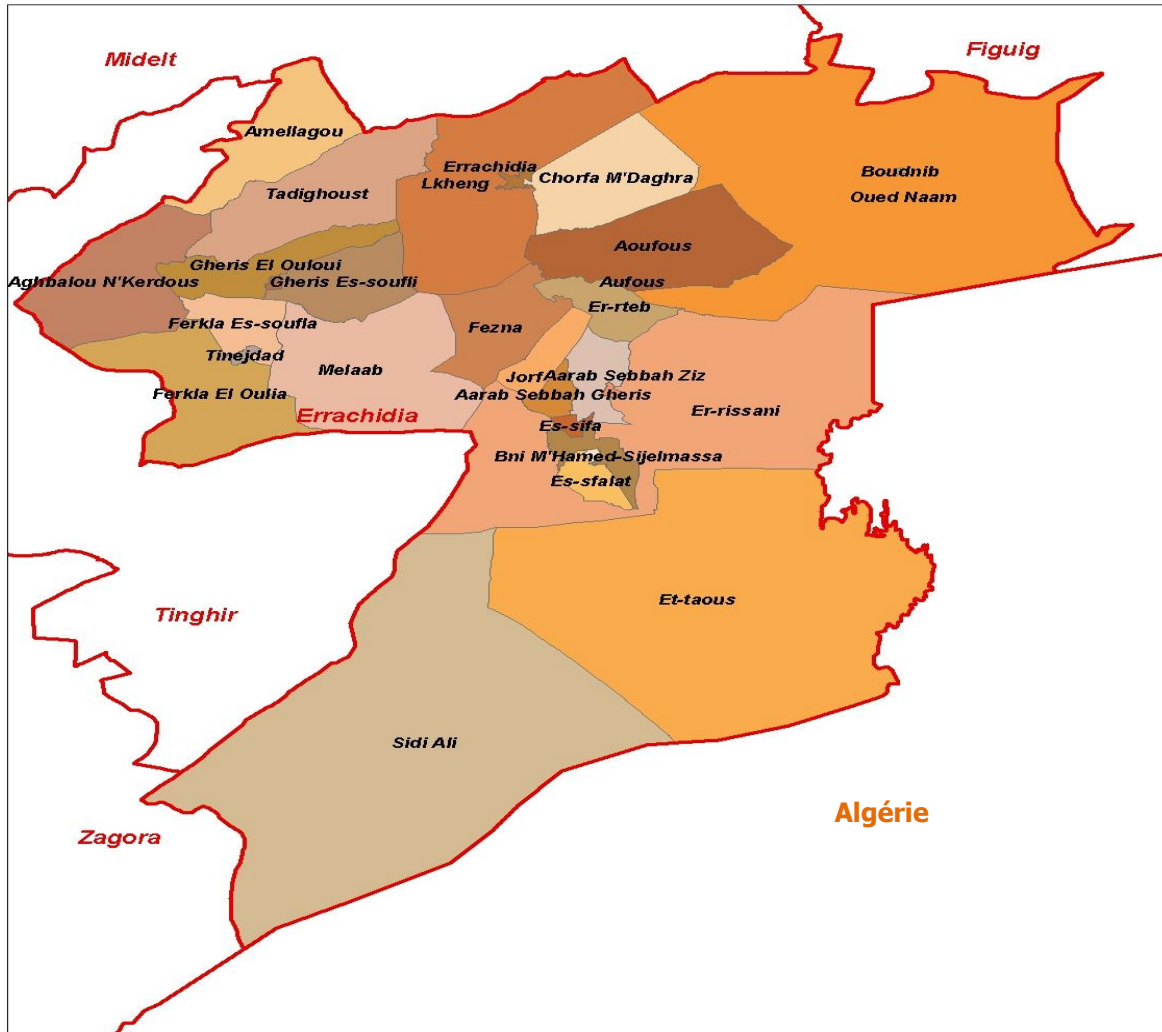 Midelt
Figuig
Amellagou
Errachidia
Lkheng
Chorfa M'Daghra
Boudnib
Oued Naam
Tadighoust
Aoufous
Gheris El Ouloui
Aghbalou N'Kerdous
Gheris Es-soufli
Aufous
Er-rteb
Ferkla Es-soufla
Fezna
Tinejdad
Melaab
Jorf
Aarab Sebbah Ziz
Ferkla El Oulia
Aarab Sebbah Gheris
Errachidia
Er-rissani
Es-sifa
Bni M'Hamed-Sijelmassa
Es-sfalat
Et-taous
Tinghir
Sidi Ali
Algérie
Zagora